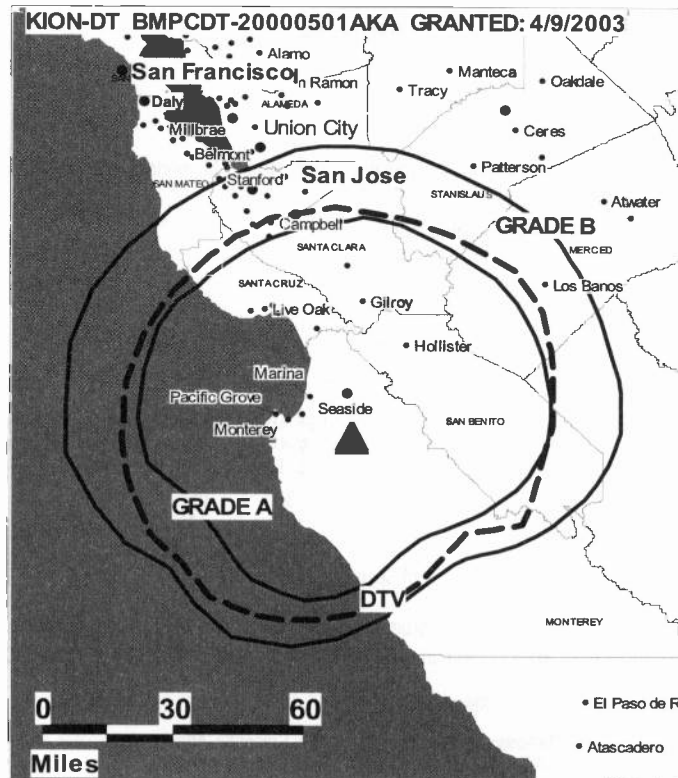 KION-DT BMPCDT-20000501AKA GRANTED: 4/9/2003
Alamo
San Francisco
Manteca
n Ramon
Oakdale
Tracy
Daly
ALAMEDA
Millbrae
Union City
Ceres
Belmont
Patterson
SAN MATEO
Stanford
San Jose
STANISLAUS
Atwater
Campbell
GRADE B
SANTA CLARA
MERCED
SANTA CRUZ
Los Banos
Live Oak
Gilroy
Hollister
Marina
Pacific Grove
Seaside
Monterey
SAN BENITO
GRADE A
DTV
MONTEREY
0 30 60
Miles
El Paso de R
Atascadero